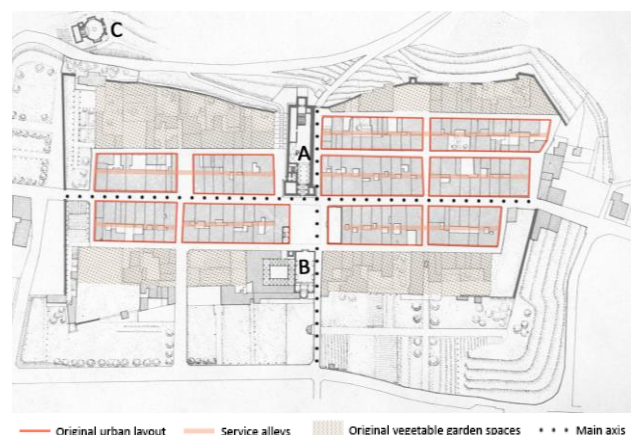 C
A
B
Original urban layout Service alleys Original vegetable garden spaces Main axis